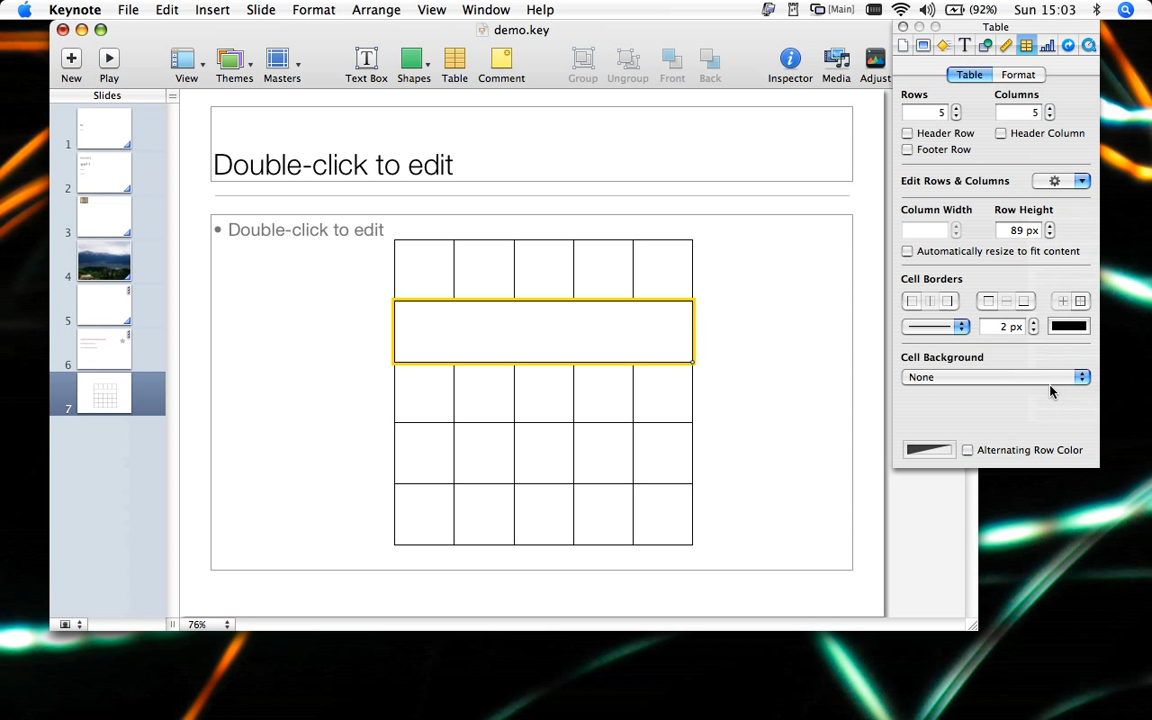 Keynote File Edit Insert Slide Format Arrange View Window Help [Main] (92%) Sun 15:03
demo.key
Table
New Play View Themes Masters Text Box Shapes Table Comment Group Ungroup Front Back Inspector Media Adjust
Table Format
Slides
Rows Columns
5 5
Header Row Header Column
Footer Row
Double-click to edit
Edit Rows & Columns
Column Width Row Height
89 px
• Double-click to edit
Automatically resize to fit content
Cell Borders
2 px
Cell Background
None
Alternating Row Color
1
2
3
4
5
6
7
76%